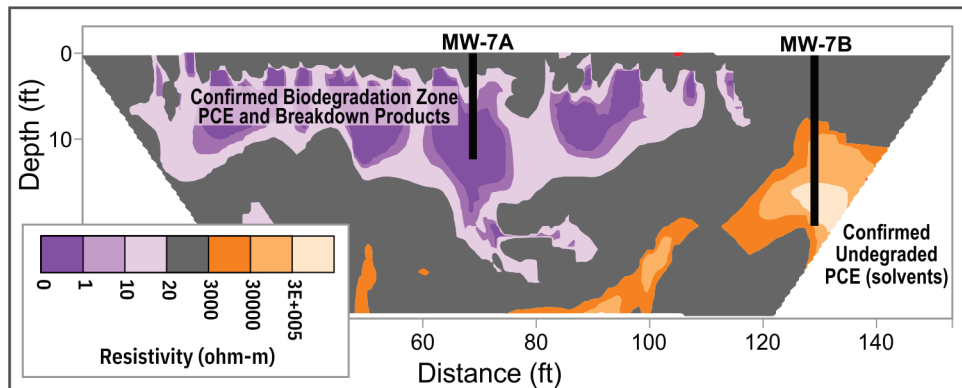 MW-7A
MW-7B
0
10
Depth (ft)
Confirmed Biodegradation Zone
PCE and Breakdown Products
Confirmed
Undegraded
PCE (solvents)
0
1
10
20
3000
30000
3E+005
Resistivity (ohm-m)
60
80
100
120
140
Distance (ft)